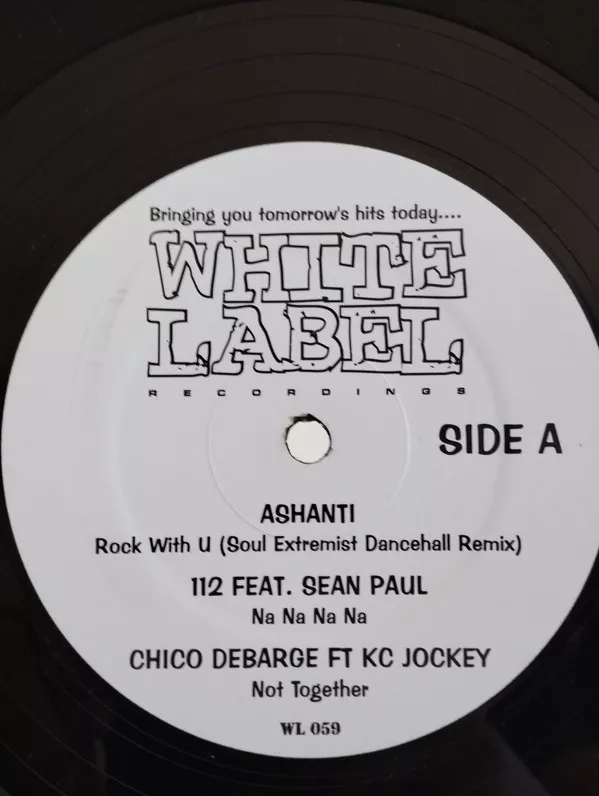 Bringing you tomorrow's hits today....
WHITE
LABEL
RECORDINGS
SIDE A
ASHANTI
Rock With U (Soul Extremist Dancehall Remix)
112 FEAT. SEAN PAUL
Na Na Na Na
CHICO DEBARGE FT KC JOCKEY
Not Together
WL 059